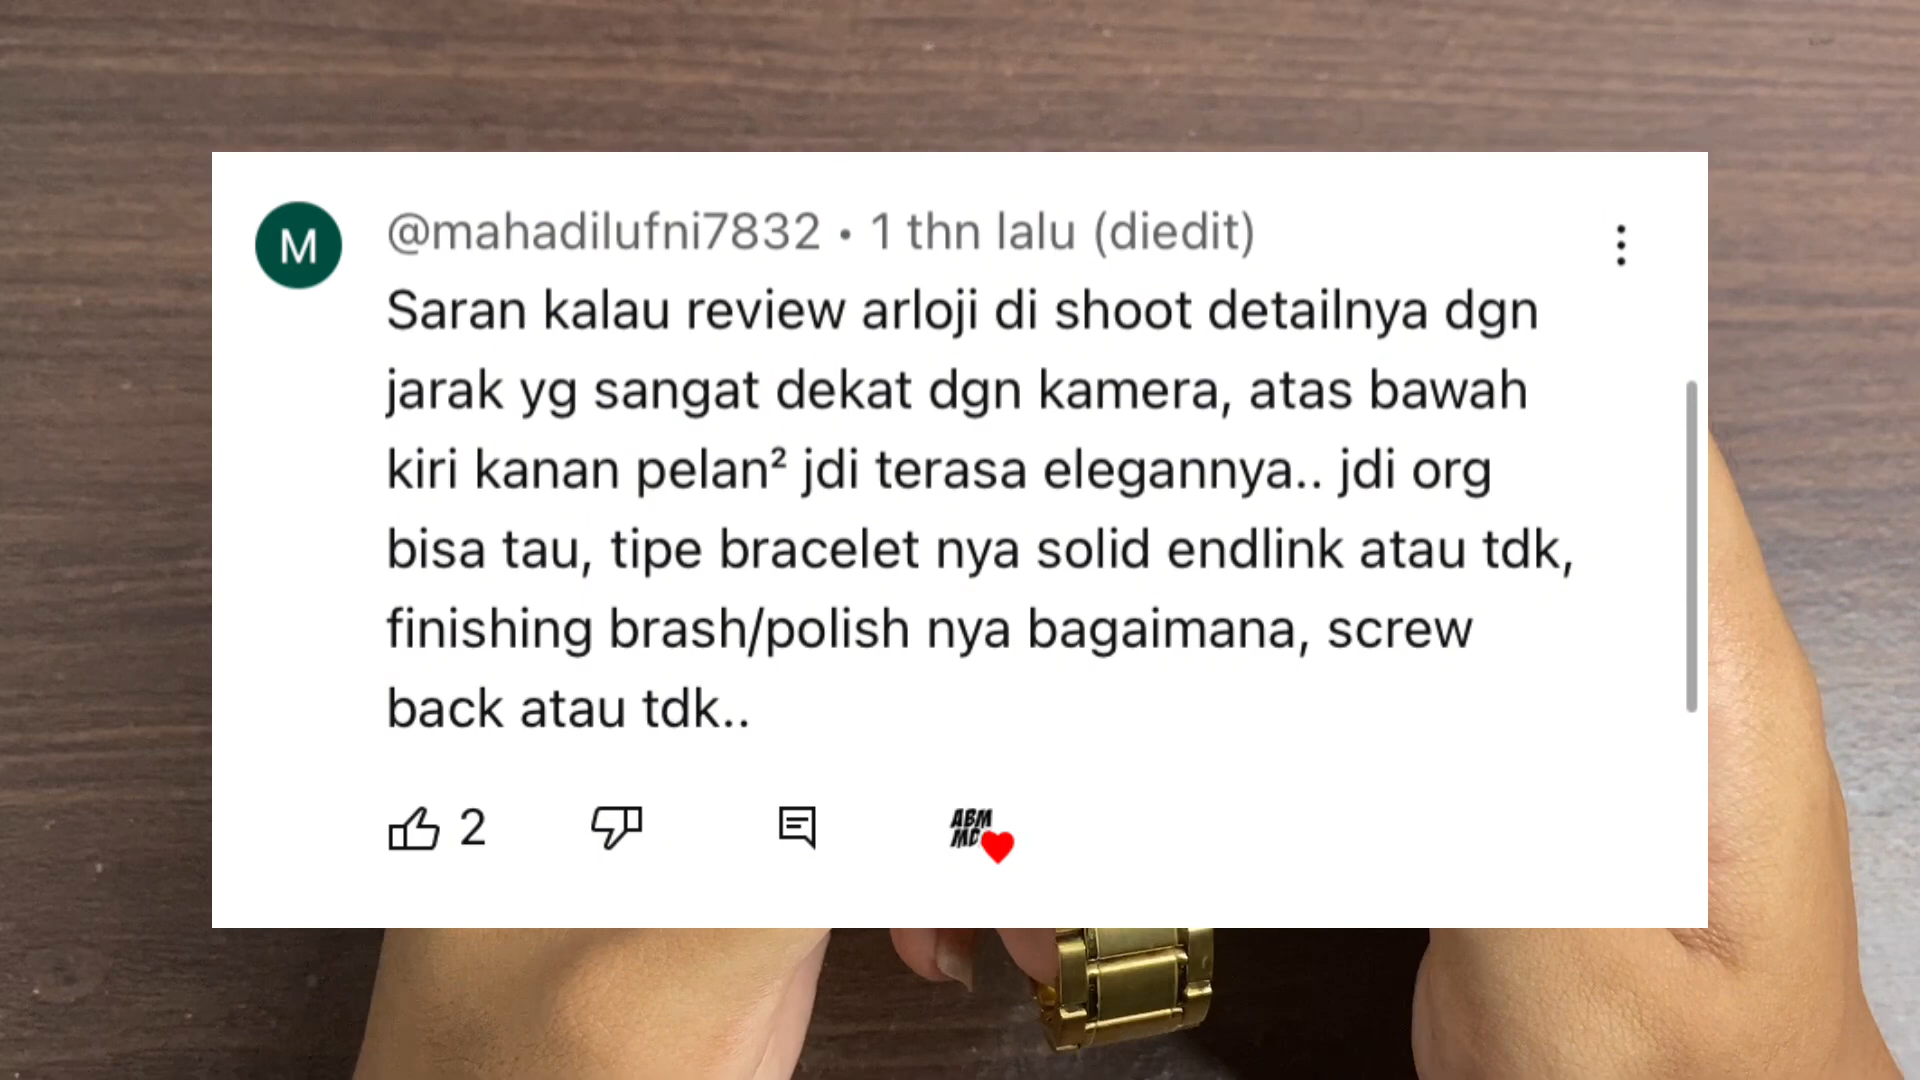 M
@mahadilufni7832 • 1 thn lalu (diedit)
Saran kalau review arloji di shoot detailnya dgn
jarak yg sangat dekat dgn kamera, atas bawah
kiri kanan pelan² jdi terasa elegannya.. jdi org
bisa tau, tipe bracelet nya solid endlink atau tdk,
finishing brash/polish nya bagaimana, screw
back atau tdk..
2
ABM
MD